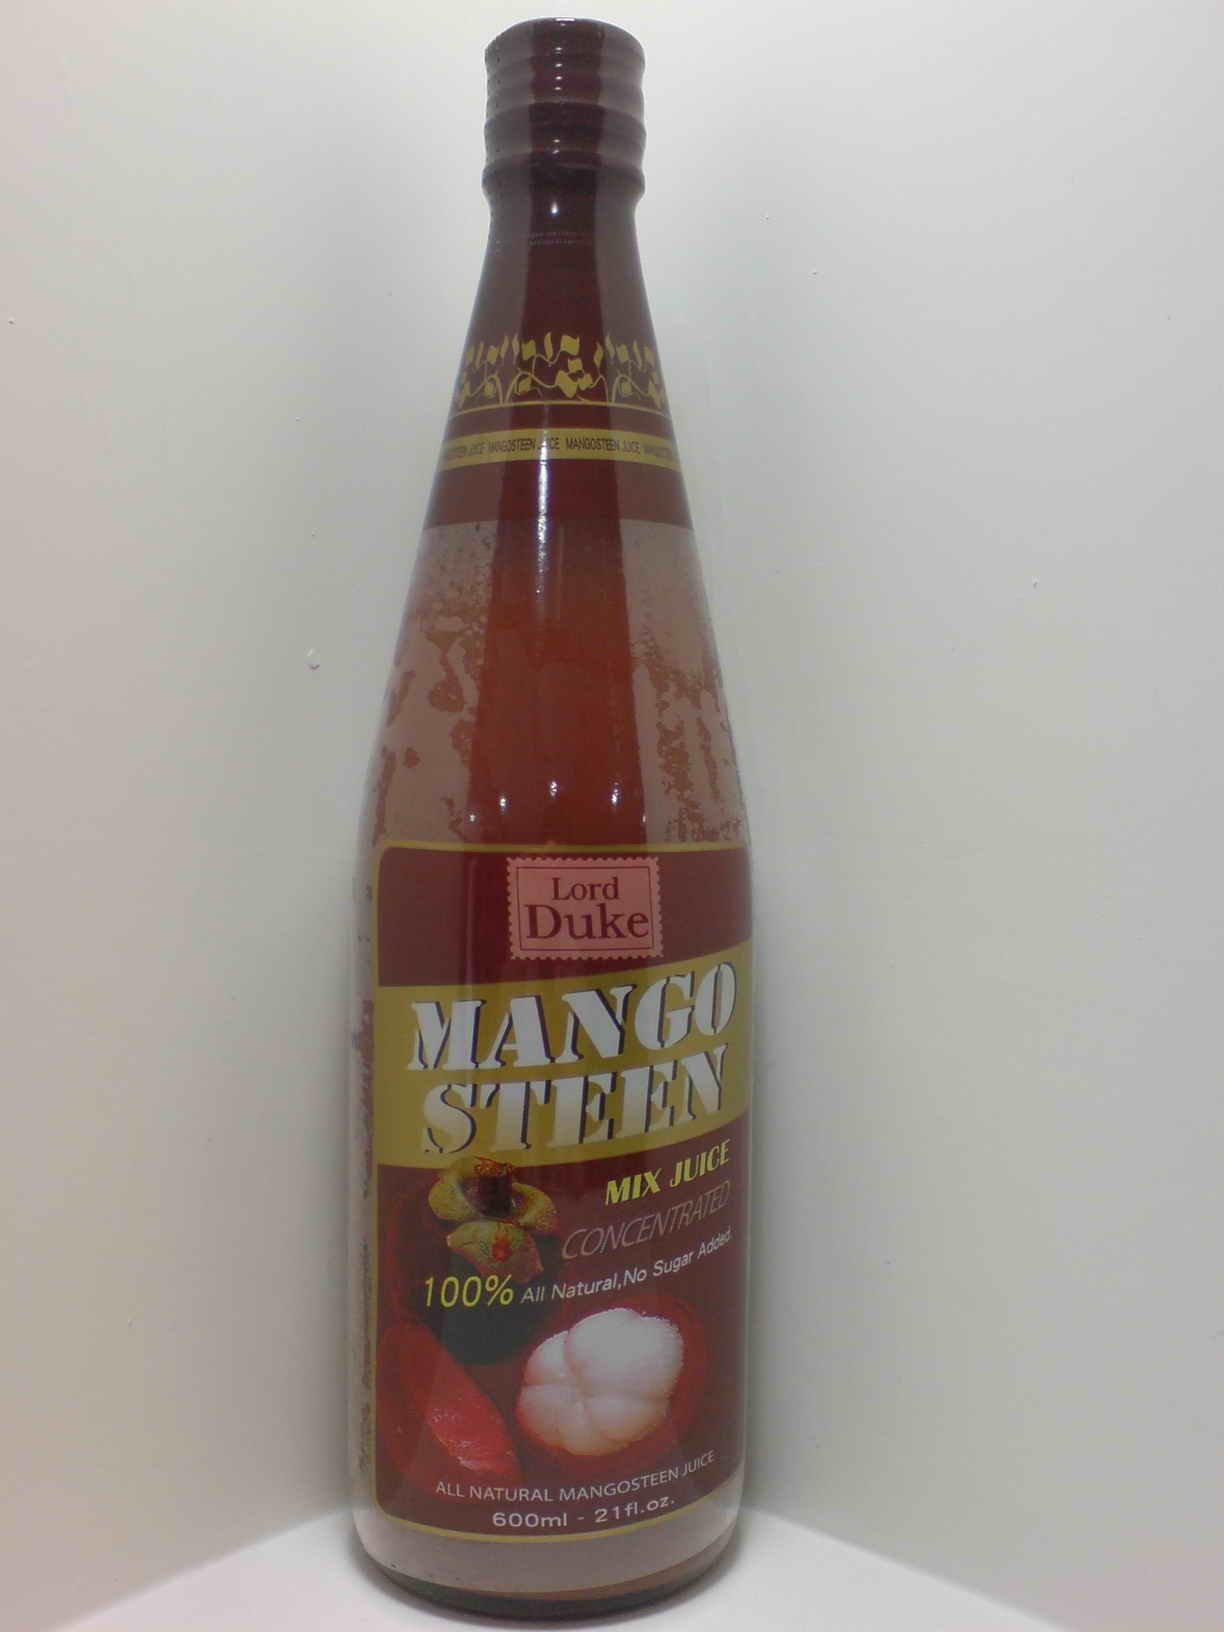 JUICE MANGOSTEEN JUICE MANGOSTEEN JUICE
Lord
Duke
MANGO
STEEN
MIX JUICE
CONCENTRATED
100% All Natural,No Sugar Added.
ALL NATURAL MANGOSTEEN JUICE
600ml - 21fl.oz.